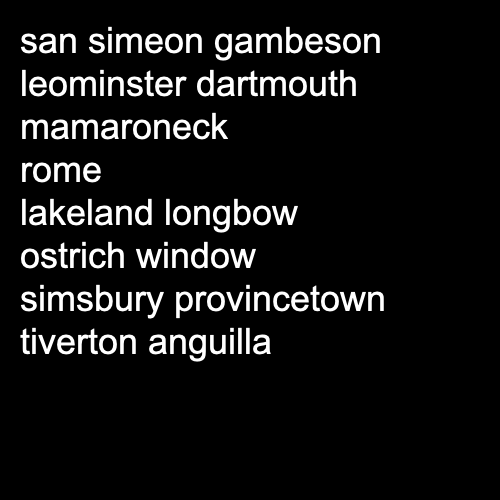 san simeon gambeson
leominster dartmouth
mamaroneck
rome
lakeland longbow
ostrich window
simsbury provincetown
tiverton anguilla